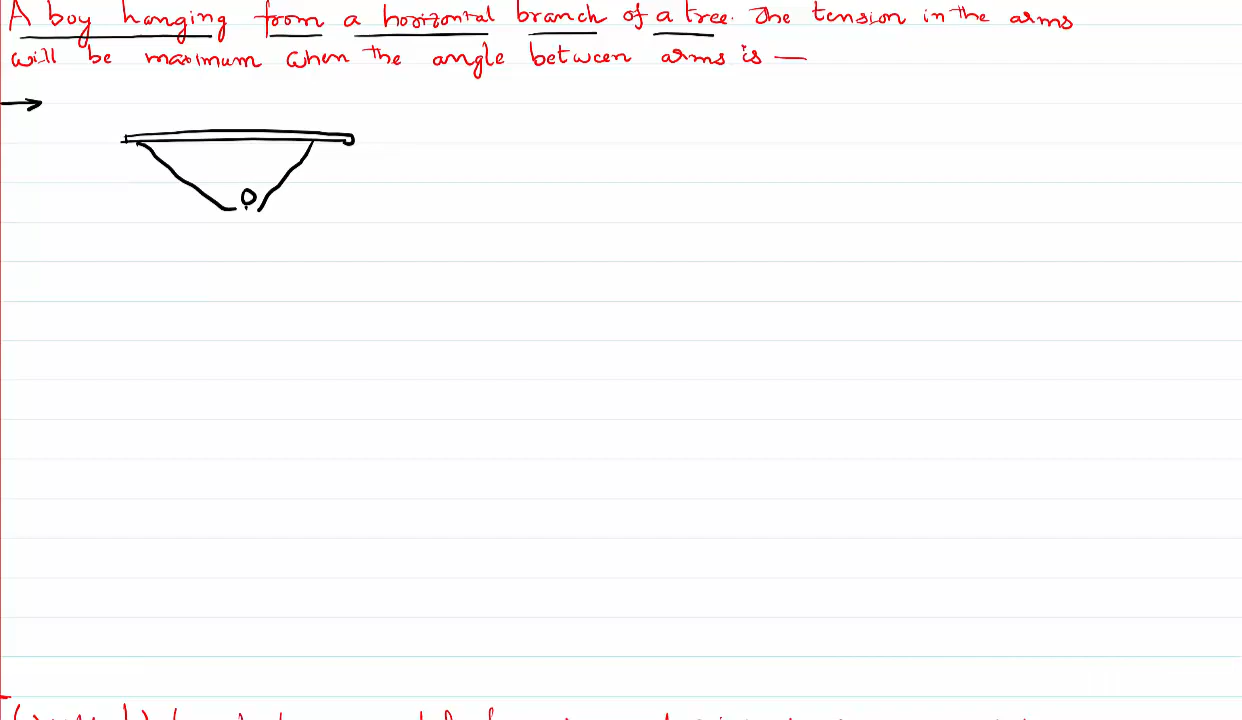 A boy hanging from a horizontal branch of a tree. The tension in the arms
will be maximum when the angle between arms is —